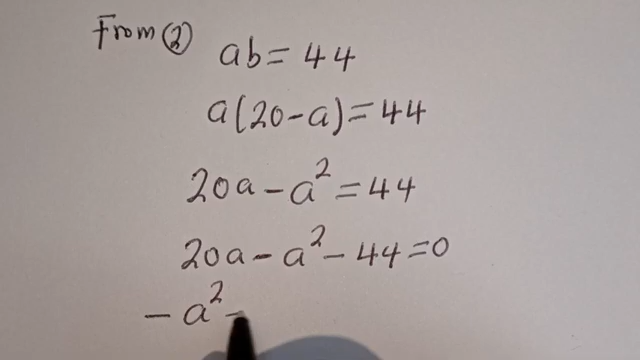 From (2) ab = 44
a(20-a) = 44
20a - a² = 44
20a - a² - 44 = 0
- a² -